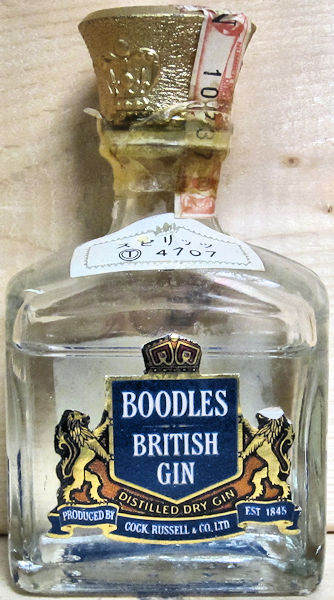 スピリッツ
Ⓣ 4707
BOODLES
BRITISH
GIN
DISTILLED DRY GIN
PRODUCED BY
COCK, RUSSELL & CO., LTD
EST 1845